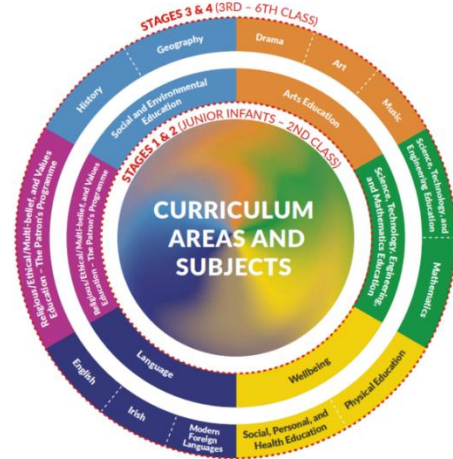 STAGES 3 & 4 (3RD – 6TH CLASS)
History
Geography
Drama
Art
Music
Science, Technology, and
Engineering Education
Mathematics
Physical Education
Social, Personal, and
Health Education
Modern
Foreign
Languages
Irish
English
Religious/Ethical/Multi-belief, and Values
Education – The Patron's Programme
STAGES 1 & 2 (JUNIOR INFANTS – 2ND CLASS)
Social and Environmental
Education
Arts Education
Science, Technology, Engineering,
and Mathematics Education
Wellbeing
Language
Religious/Ethical/Multi-belief, and Values
Education – The Patron's Programme
CURRICULUM
AREAS AND
SUBJECTS